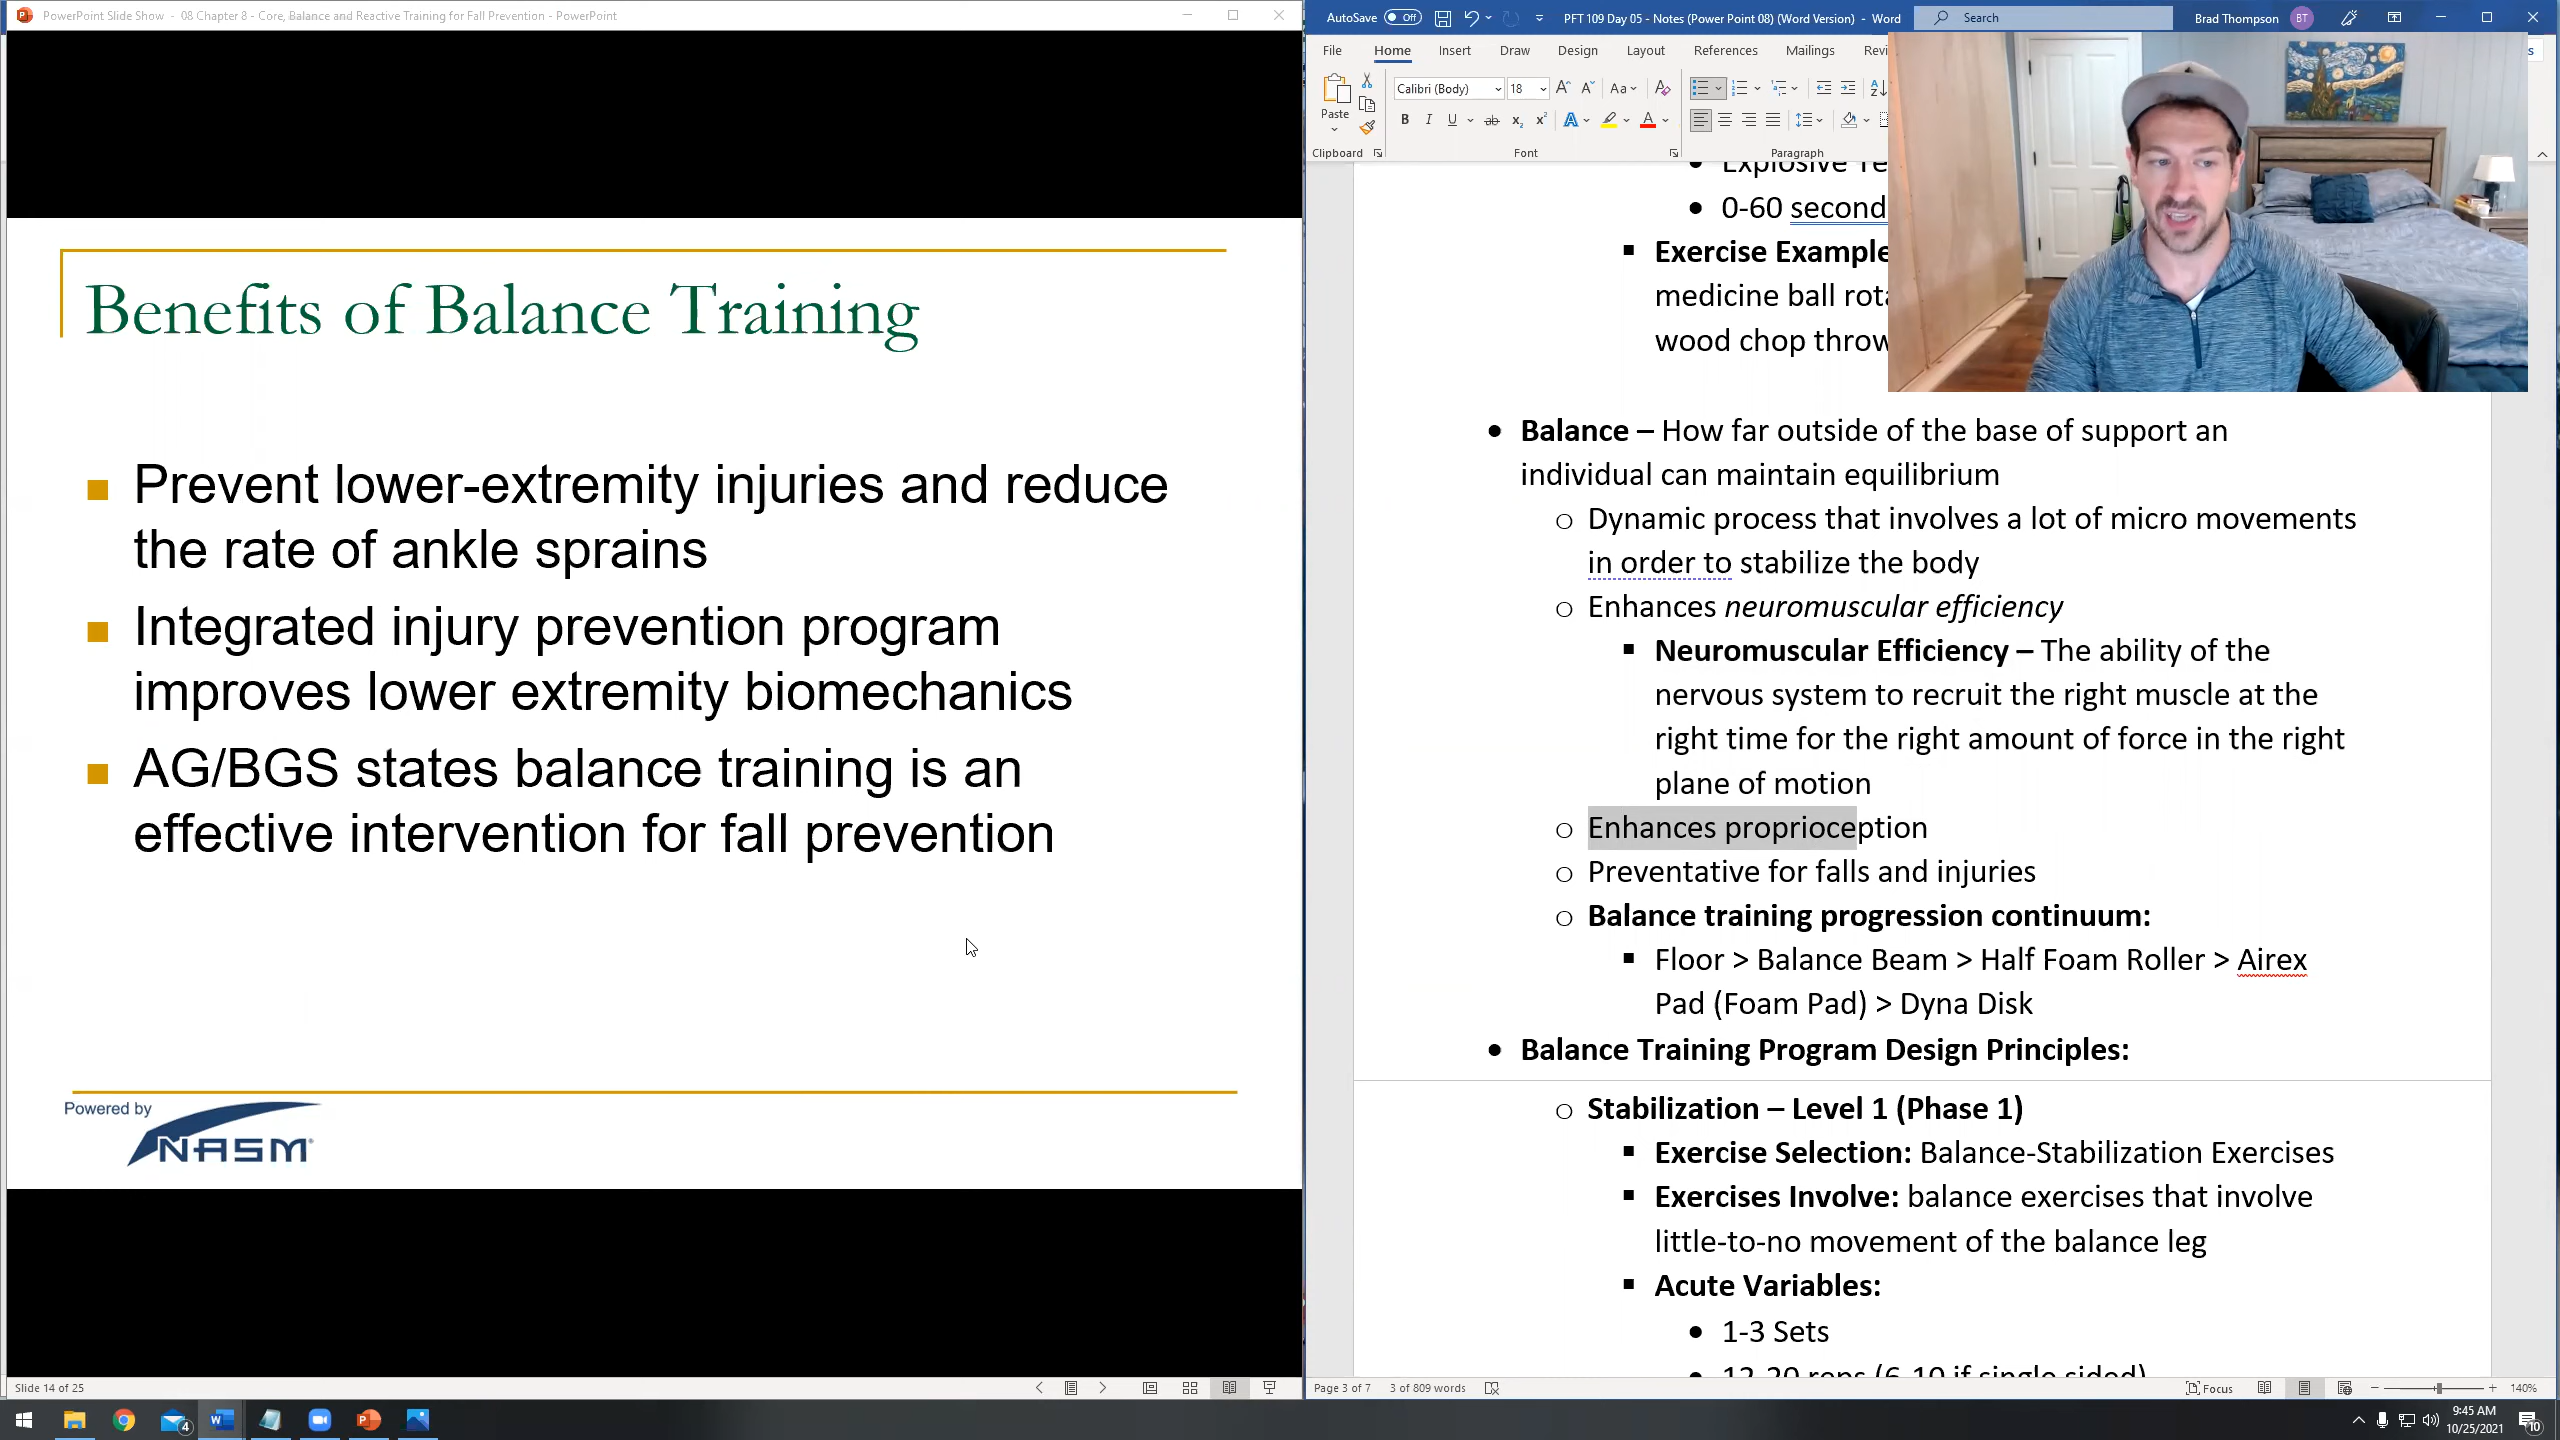 PowerPoint Slide Show - 08 Chapter 8 - Core, Balance and Reactive Training for Fall Prevention - PowerPoint
Benefits of Balance Training
Prevent lower-extremity injuries and reduce
the rate of ankle sprains
Integrated injury prevention program
improves lower extremity biomechanics
AG/BGS states balance training is an
effective intervention for fall prevention
Powered by
NASM
Slide 14 of 25
AutoSave Off
PFT 109 Day 05 - Notes (Power Point 08) (Word Version) - Word
Search
Brad Thompson BT
File Home Insert Draw Design Layout References Mailings
Paste
Calibri (Body) 18
Clipboard Font Paragraph
0-60 second
Exercise Example
medicine ball rota
wood chop throw
Balance – How far outside of the base of support an
individual can maintain equilibrium
Dynamic process that involves a lot of micro movements
in order to stabilize the body
Enhances neuromuscular efficiency
Neuromuscular Efficiency – The ability of the
nervous system to recruit the right muscle at the
right time for the right amount of force in the right
plane of motion
Enhances proprioception
Preventative for falls and injuries
Balance training progression continuum:
Floor > Balance Beam > Half Foam Roller > Airex
Pad (Foam Pad) > Dyna Disk
Balance Training Program Design Principles:
Stabilization – Level 1 (Phase 1)
Exercise Selection: Balance-Stabilization Exercises
Exercises Involve: balance exercises that involve
little-to-no movement of the balance leg
Acute Variables:
1-3 Sets
12-20 reps (6-10 if single sided)
Page 3 of 7 3 of 809 words
Focus
140%
4
9:45 AM
10/25/2021
10